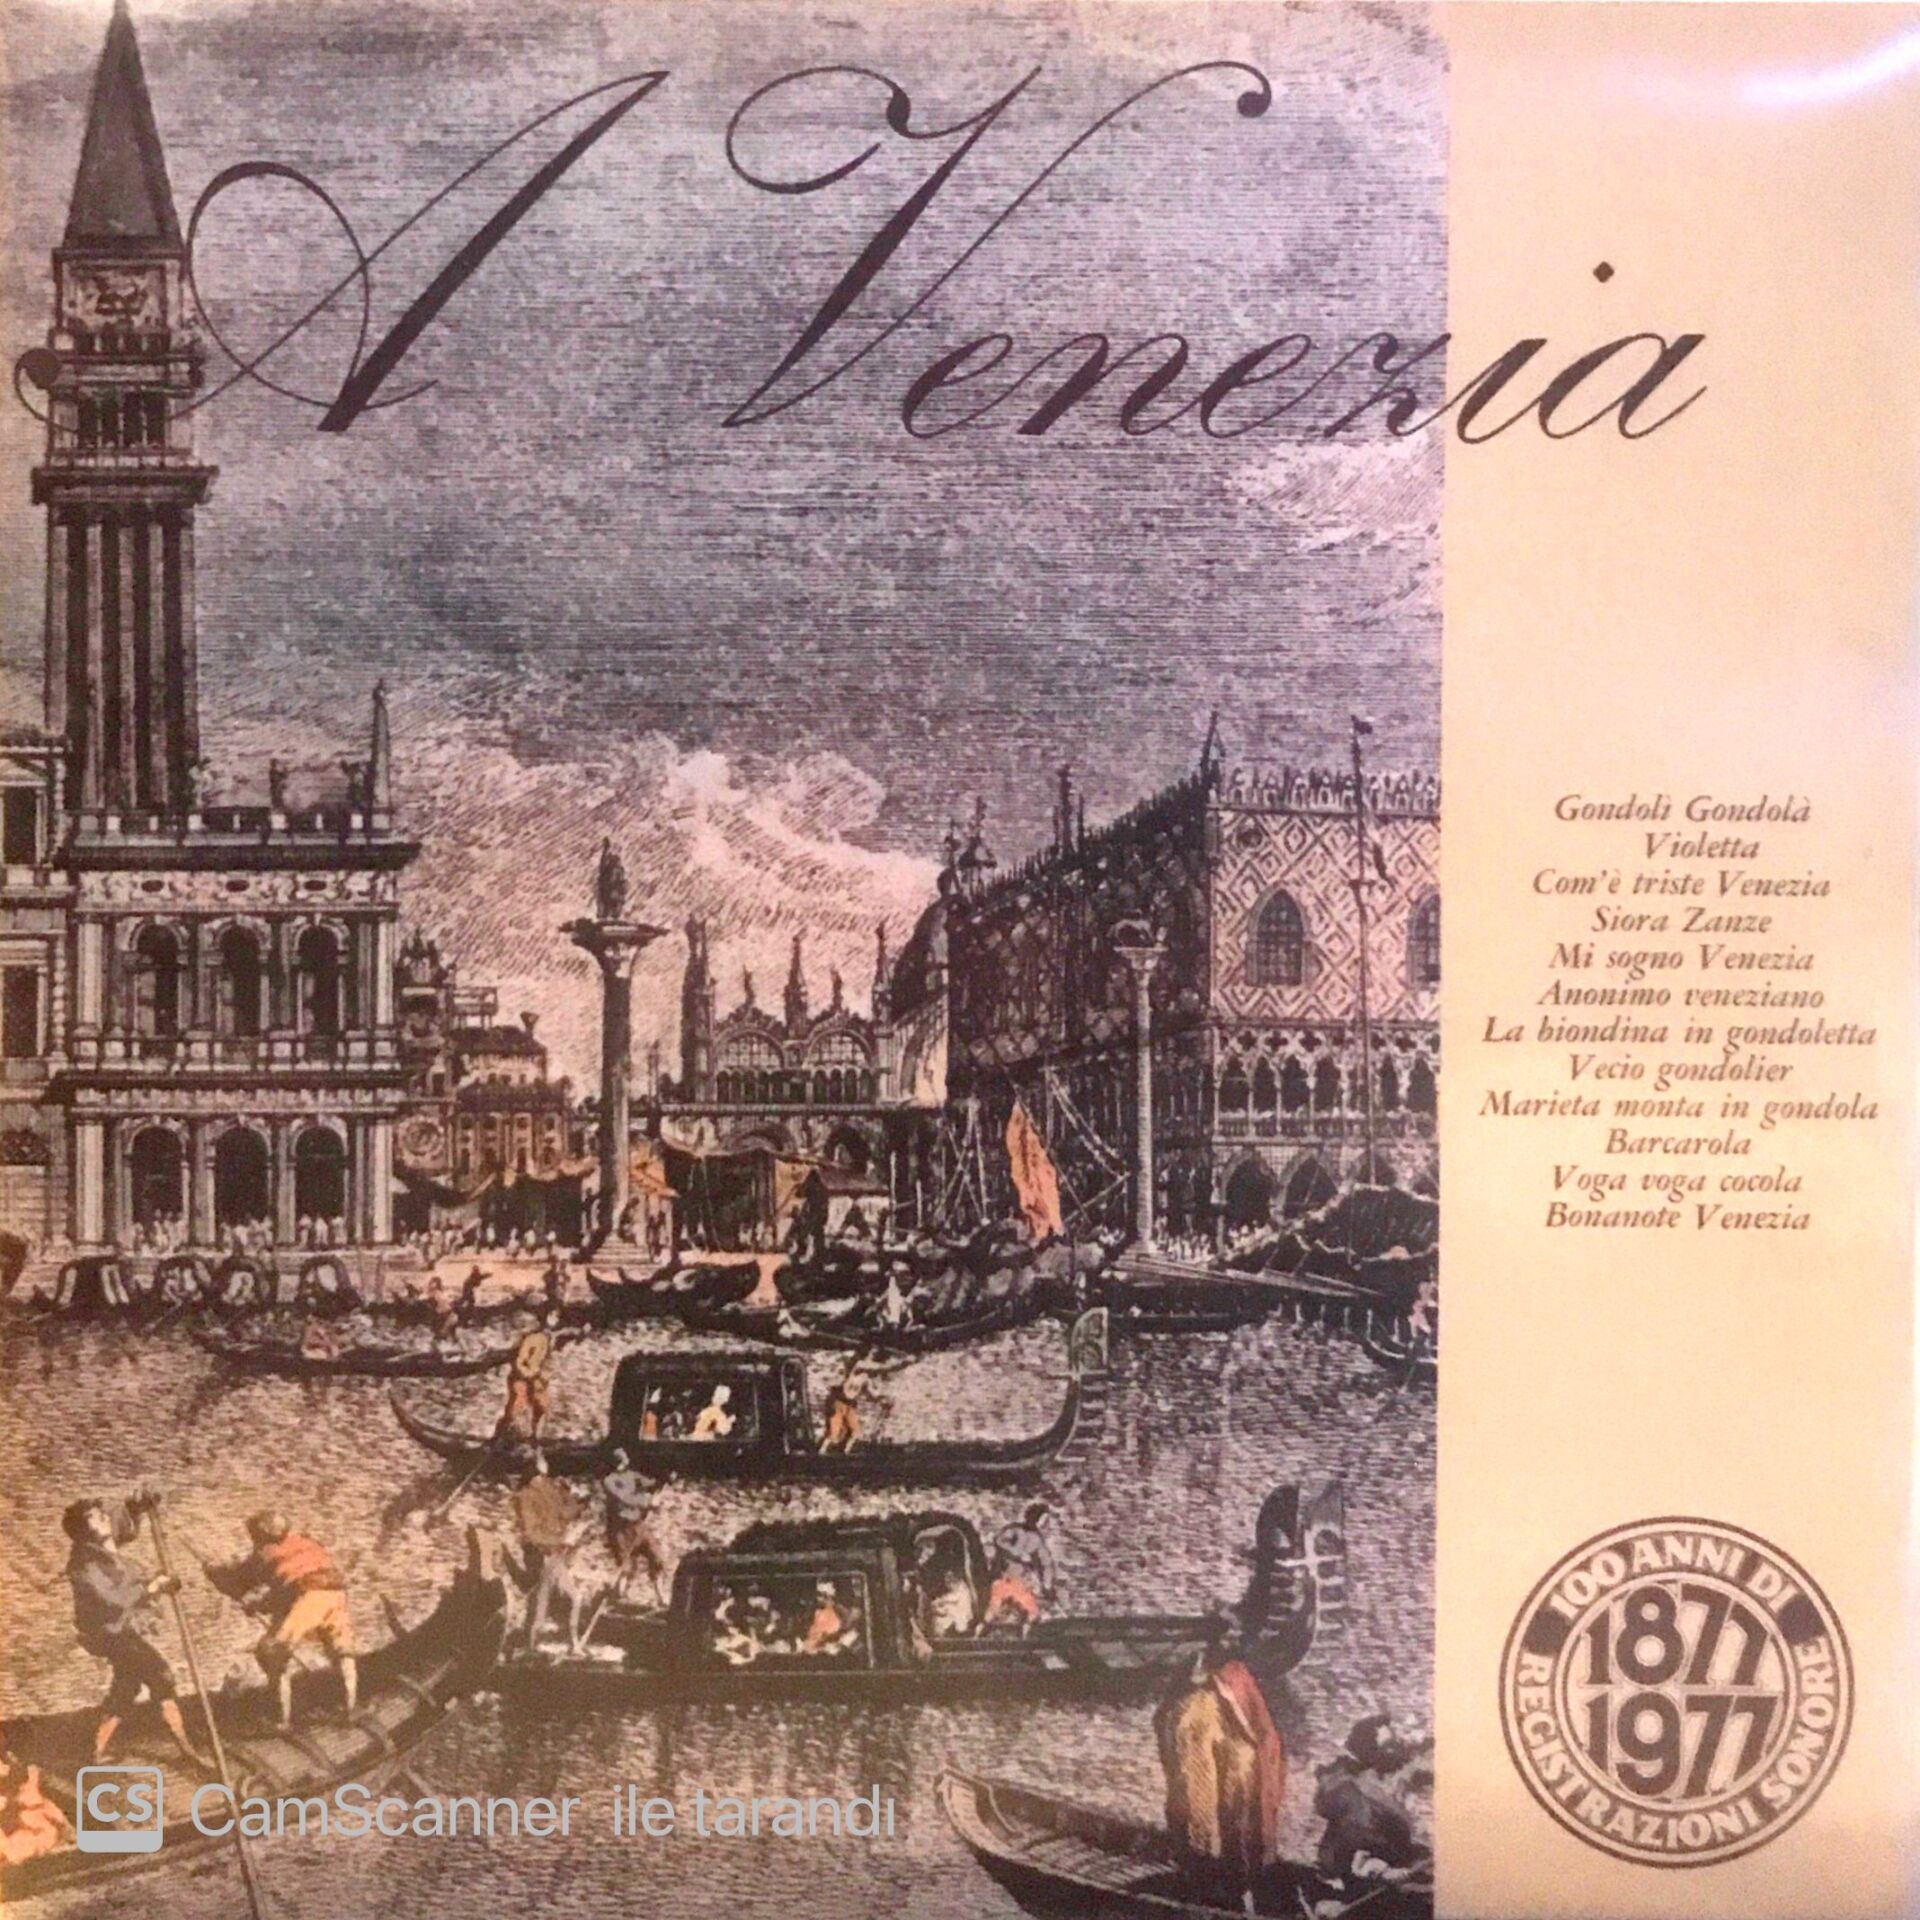 A Venezia
Gondolì Gondolà
Violetta
Com'è triste Venezia
Siora Zanze
Mi sogno Venezia
Anonimo veneziano
La biondina in gondoletta
Vecio gondolier
Marieta monta in gondola
Barcarola
Voga voga cocola
Bonanote Venezia
100 ANNI DI
REGISTRAZIONI SONORE
1877
1977
CS CamScanner ile tarandı